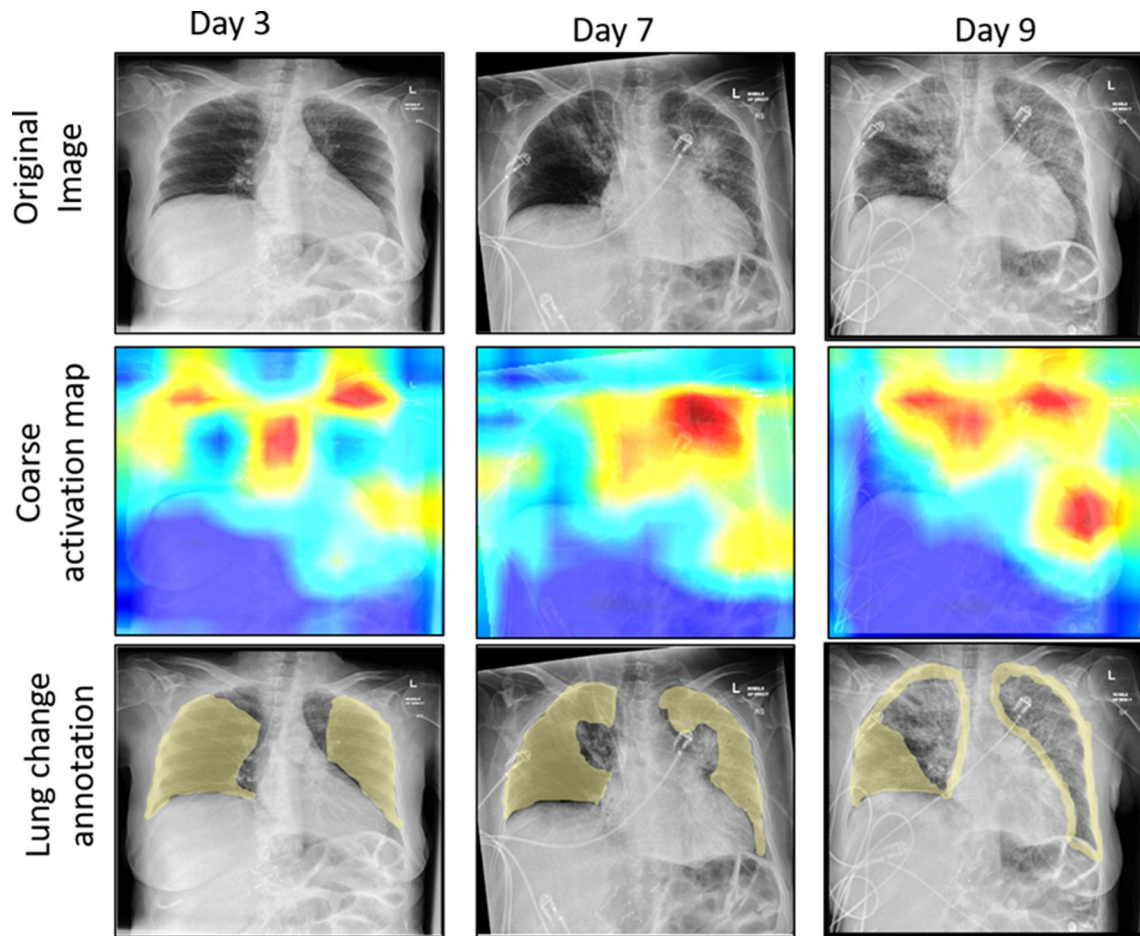 Day 3
Day 7
Day 9
Original
Image
L
L
L
Coarse
activation map
L
Lung change
annotation
L
L
L